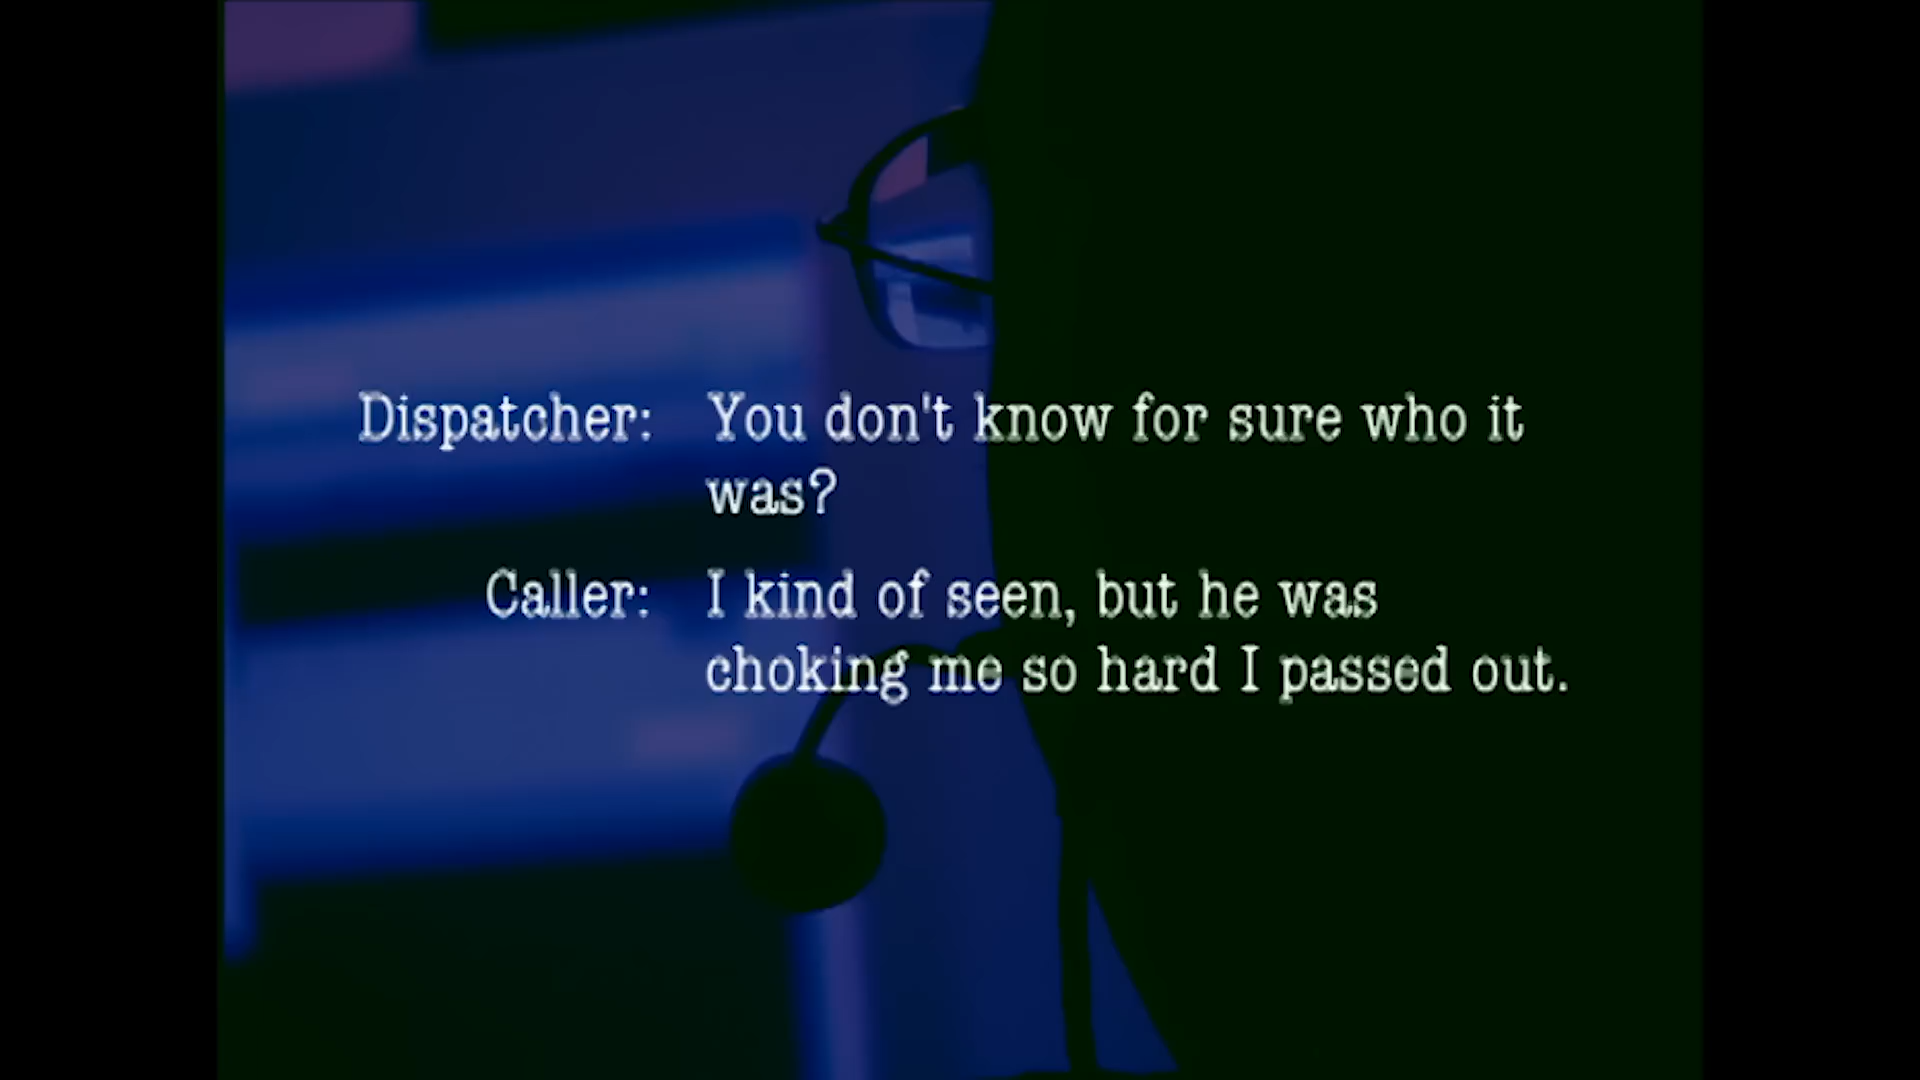 Dispatcher: You don't know for sure who it
was?
Caller: I kind of seen, but he was
choking me so hard I passed out.